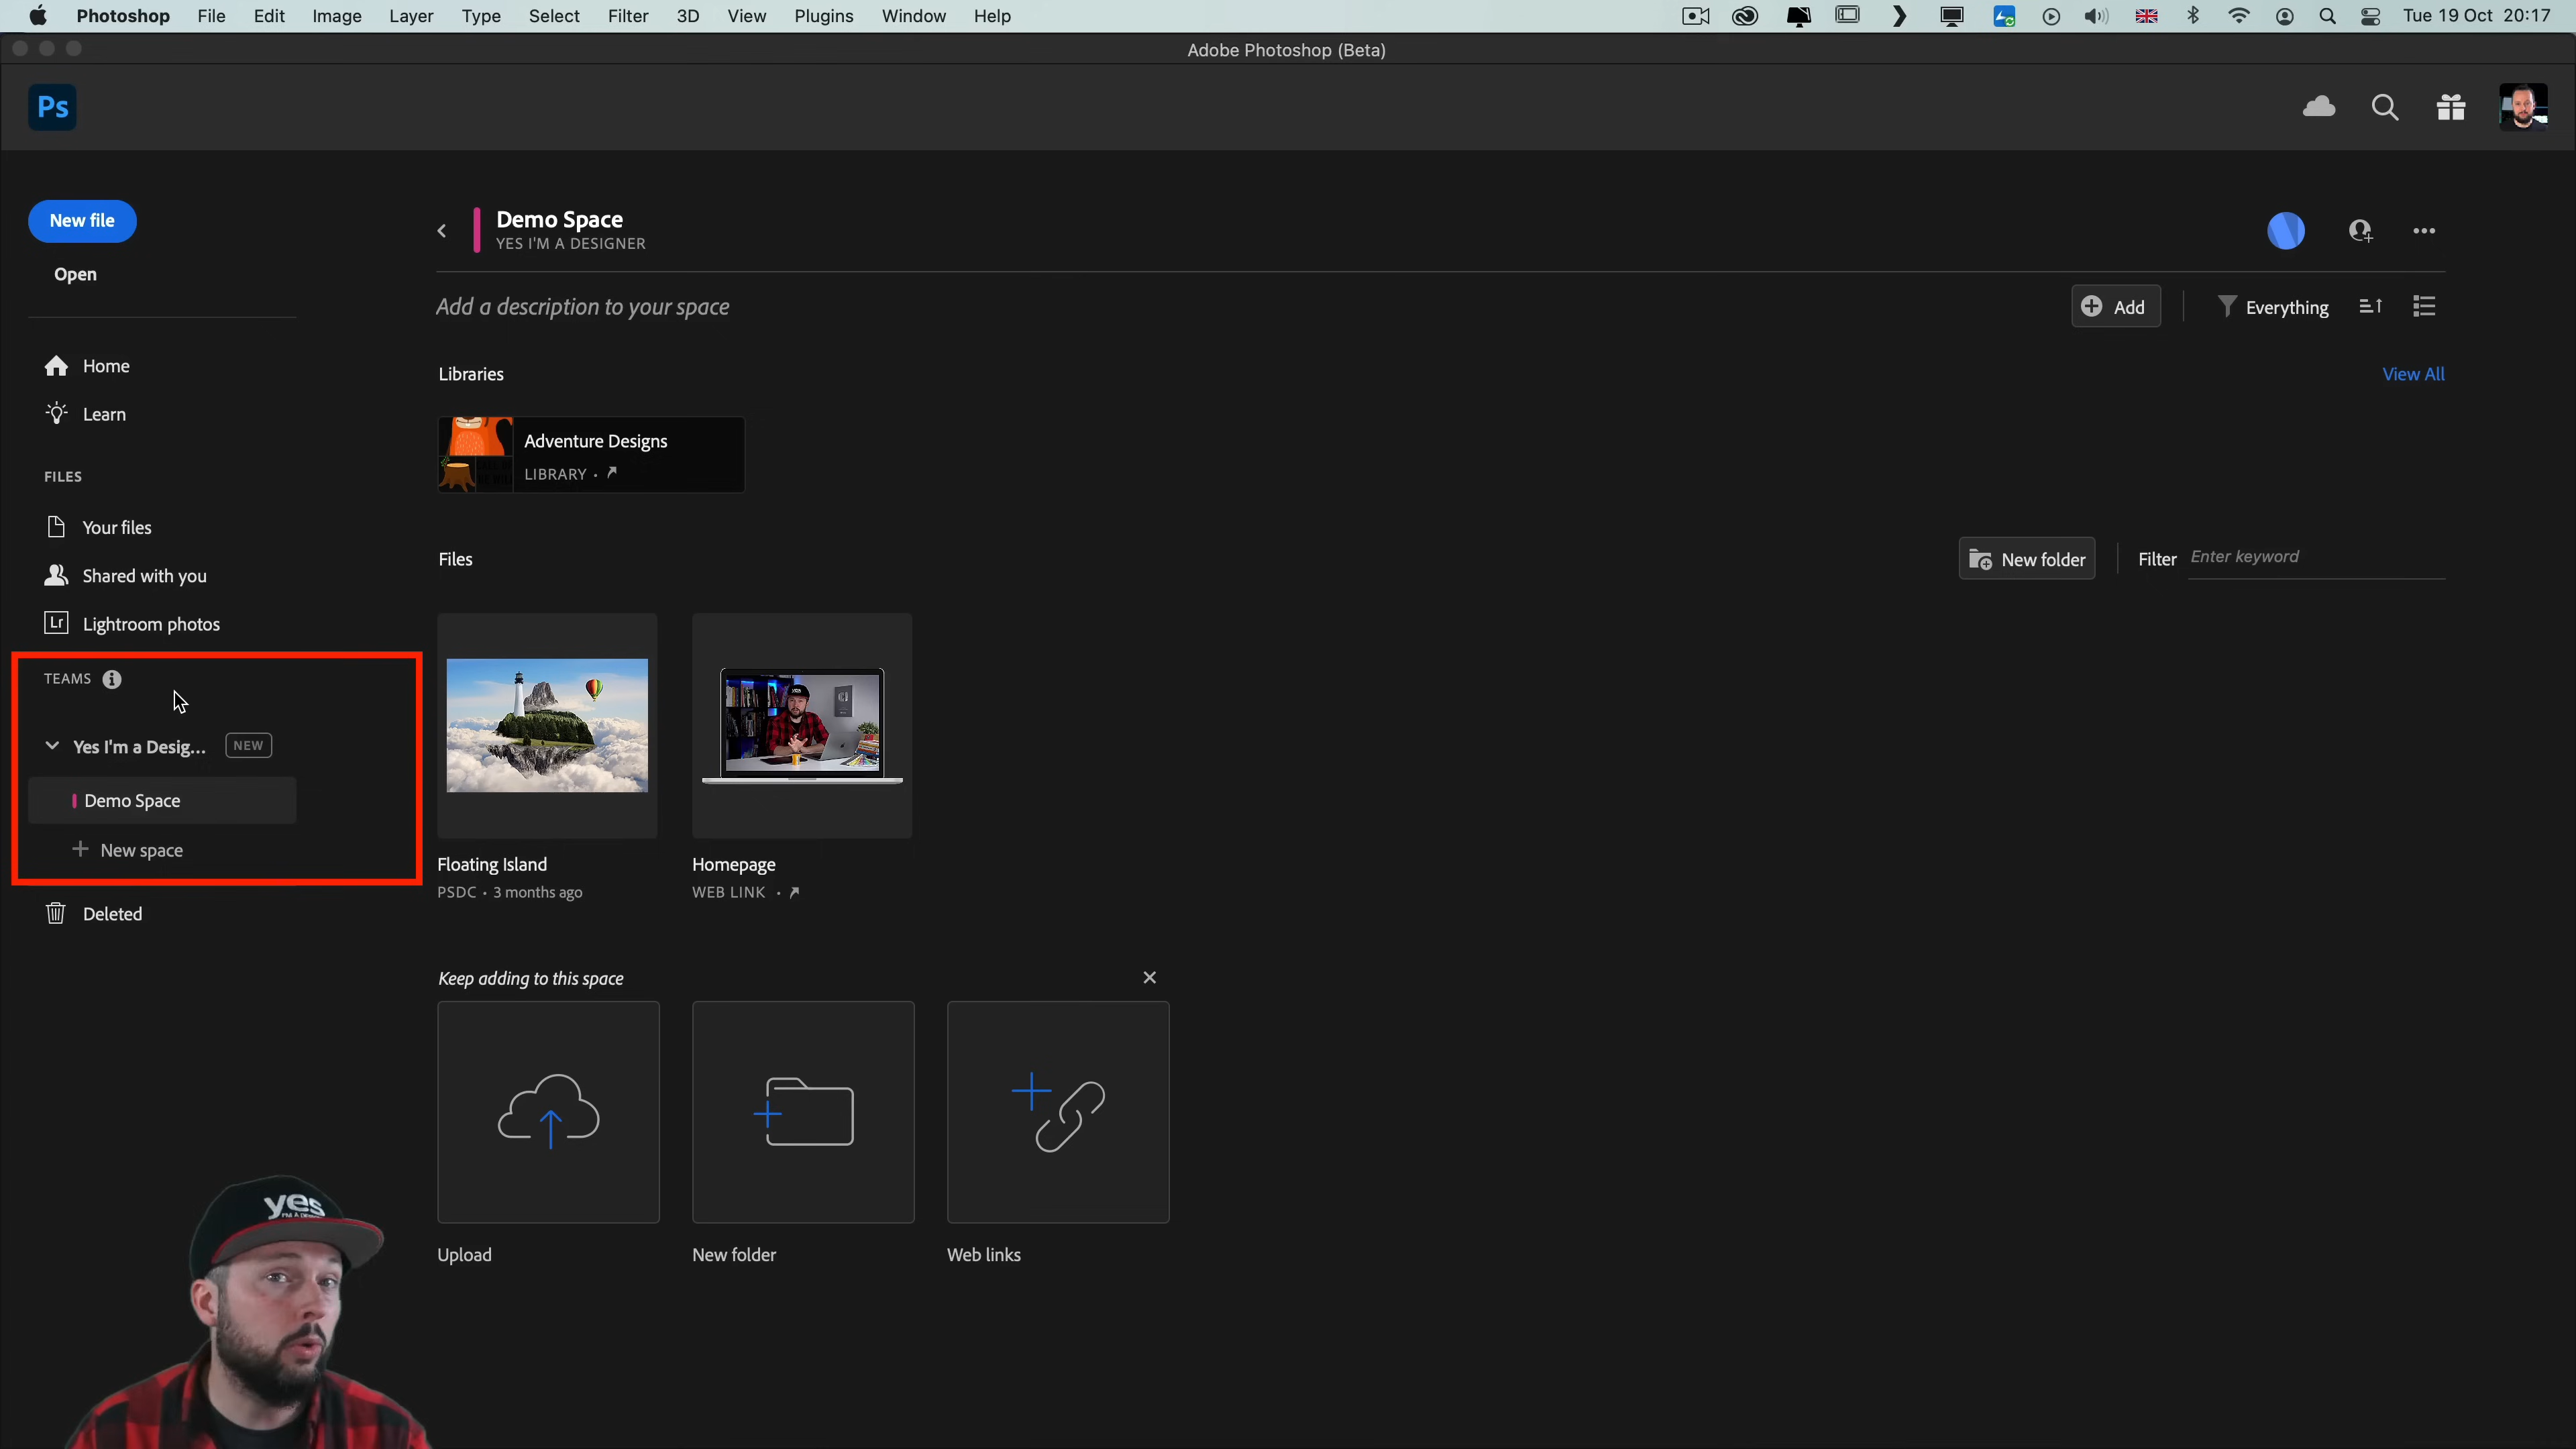 Photoshop File Edit Image Layer Type Select Filter 3D View Plugins Window Help Tue 19 Oct 20:17
Adobe Photoshop (Beta)
Ps
New file
Open
Home
Learn
FILES
Your files
Shared with you
Lr Lightroom photos
TEAMS
Yes I'm a Desig... NEW
Demo Space
+ New space
Deleted
Demo Space
YES I'M A DESIGNER
Add a description to your space
Add Everything
Libraries View All
Adventure Designs
LIBRARY •
Files New folder Filter Enter keyword
Floating Island
PSDC • 3 months ago
Homepage
WEB LINK •
Keep adding to this space
Upload
New folder
Web links
yes
I'M A DESIGNER